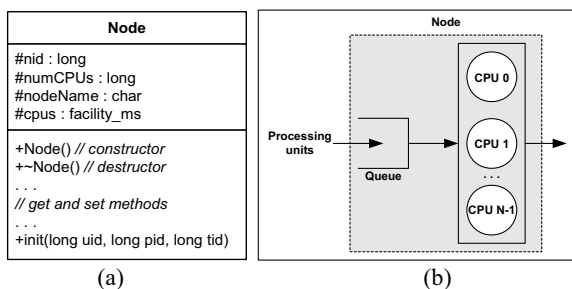 Node
#nid : long
#numCPUs : long
#nodeName : char
#cpus : facility_ms
+Node() // constructor
+~Node() // destructor
. . .
// get and set methods
. . .
+init(long uid, long pid, long tid)
(a)
Node
Processing
units
Queue
CPU 0
CPU 1
. . .
CPU N-1
(b)